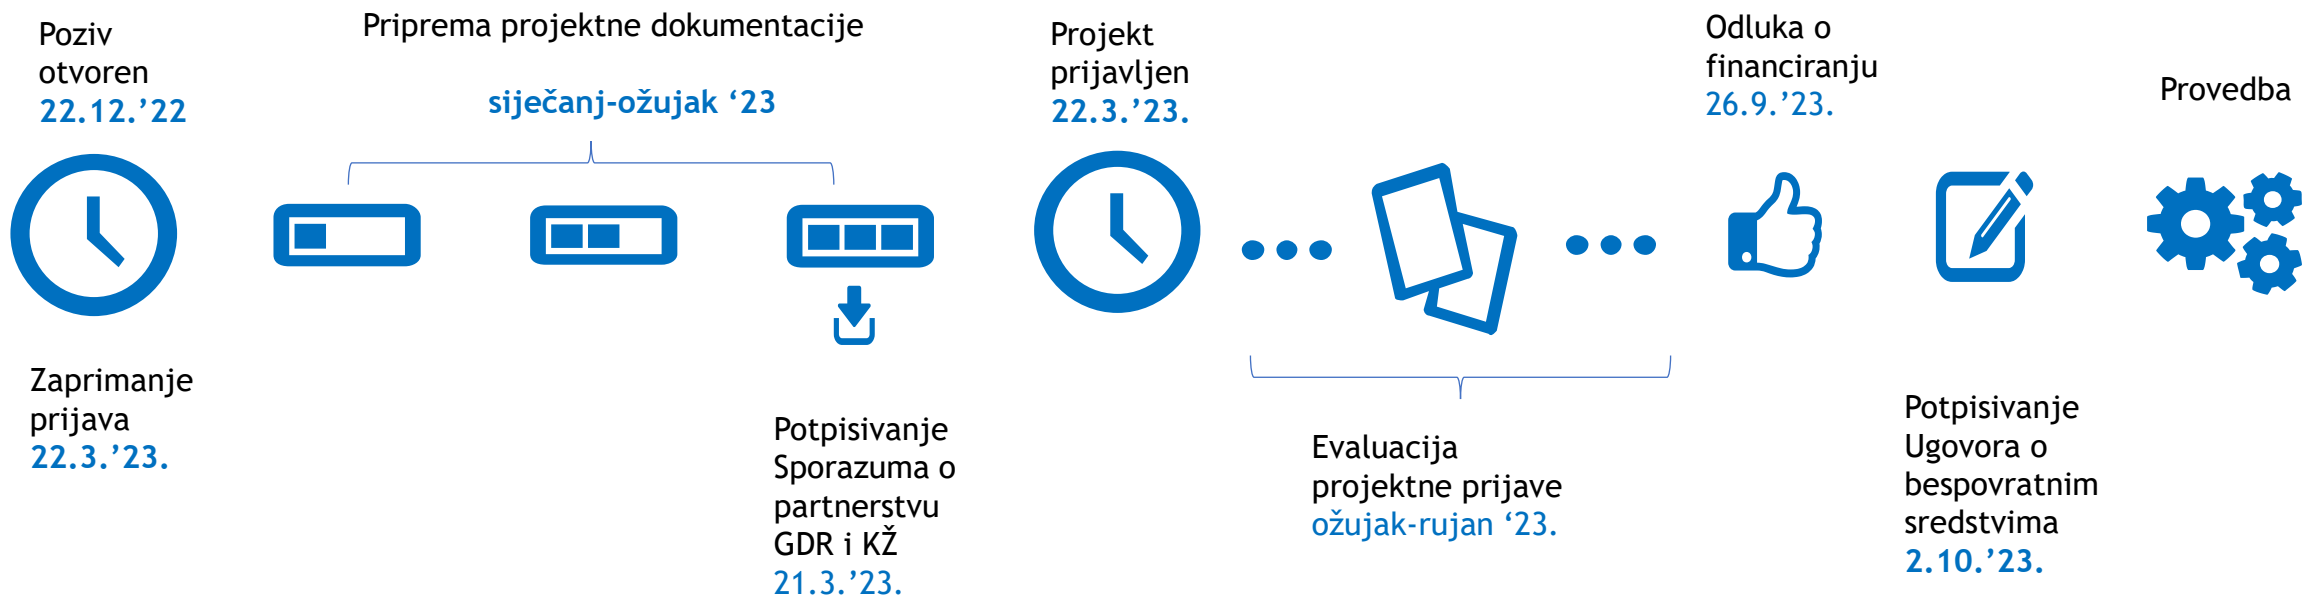 Poziv
otvoren
22.12.’22
Zaprimanje
prijava
22.3.’23.
Priprema projektne dokumentacije
siječanj-ožujak ‘23
Potpisivanje
Sporazuma o
partnerstvu
GDR i KŽ
21.3.’23.
Projekt
prijavljen
22.3.’23.
Evaluacija
projektne prijave
ožujak-rujan ‘23.
Odluka o
financiranju
26.9.’23.
Potpisivanje
Ugovora o
bespovratnim
sredstvima
2.10.’23.
Provedba